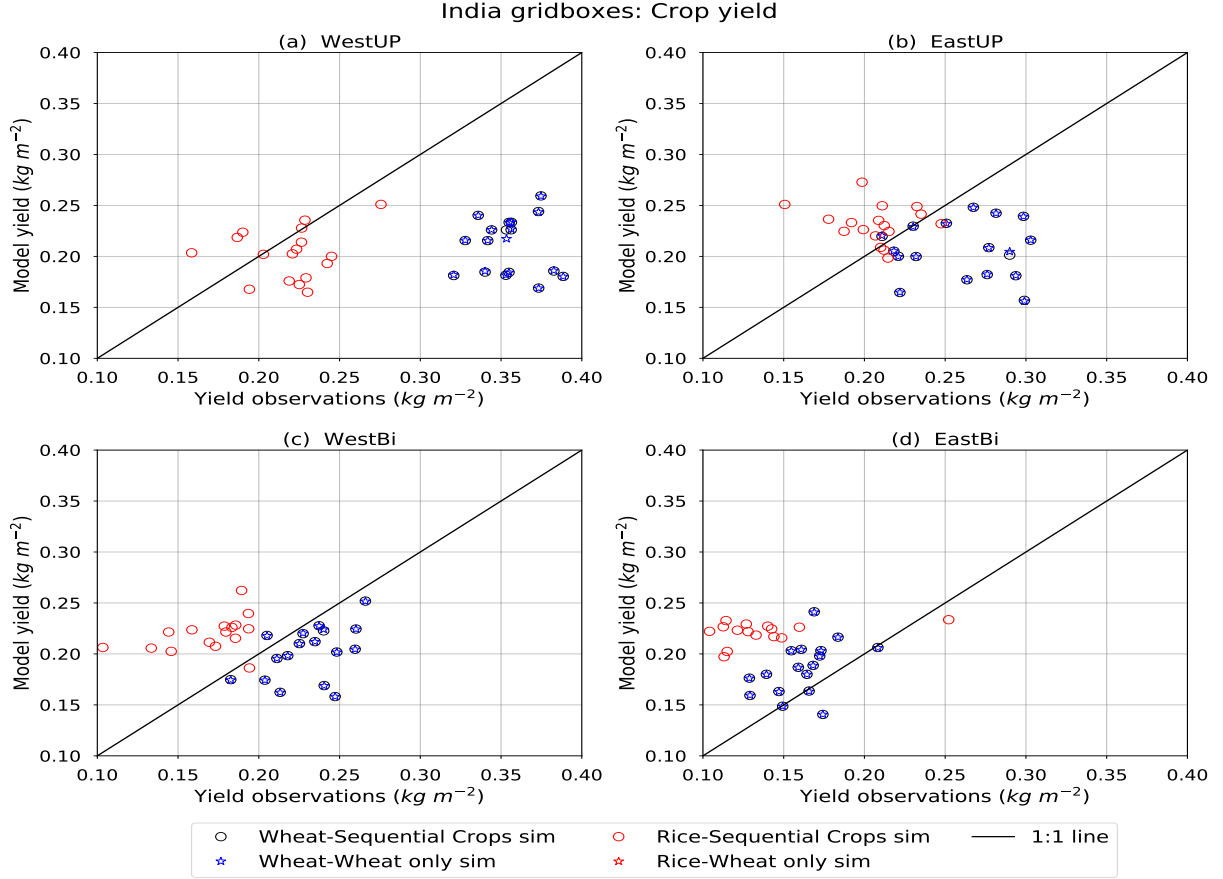 India gridboxes: Crop yield
(a) WestUP
(b) EastUP
0.40
0.35
0.30
0.25
0.20
0.15
0.10
Model yield (kg m−2)
0.10 0.15 0.20 0.25 0.30 0.35 0.40
Yield observations (kg m−2)
0.40
0.35
0.30
0.25
0.20
0.15
0.10
Model yield (kg m−2)
0.10 0.15 0.20 0.25 0.30 0.35 0.40
Yield observations (kg m−2)
(c) WestBi
(d) EastBi
0.40
0.35
0.30
0.25
0.20
0.15
0.10
Model yield (kg m−2)
0.10 0.15 0.20 0.25 0.30 0.35 0.40
Yield observations (kg m−2)
0.40
0.35
0.30
0.25
0.20
0.15
0.10
Model yield (kg m−2)
0.10 0.15 0.20 0.25 0.30 0.35 0.40
Yield observations (kg m−2)
Wheat-Sequential Crops sim
Rice-Sequential Crops sim
1:1 line
Wheat-Wheat only sim
Rice-Wheat only sim